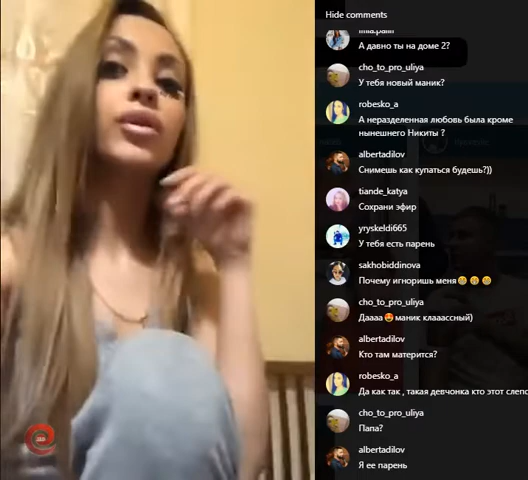 Hide comments
А давно ты на доме 2?
cho_to_pro_uliya
У тебя новый маник?
robesko_a
А неразделенная любовь была кроме
нынешнего Никиты ?
albertadilov
Снимешь как купаться будешь?))
tiande_katya
Сохрани эфир
yryskeldi665
У тебя есть парень
sakhobiddinova
Почему игноришь меня😢😢😢
cho_to_pro_uliya
Даааа😍маник клааассный)
albertadilov
Кто там матерится?
robesko_a
Да как так , такая девчонка кто этот
cho_to_pro_uliya
Папа?
albertadilov
Я ее парень